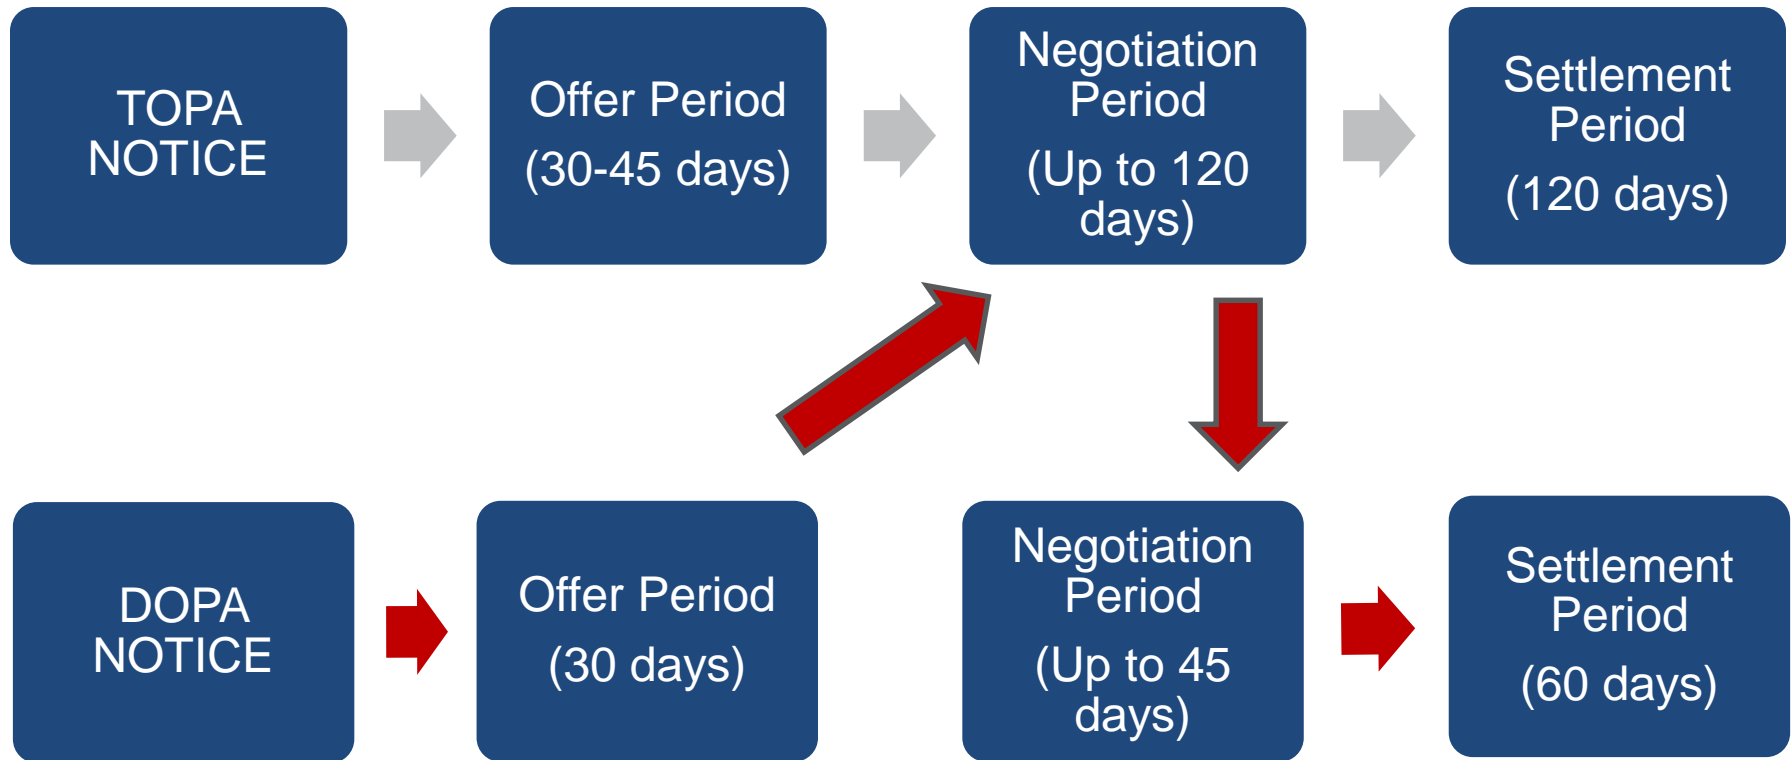 TOPA
NOTICE
Offer Period
(30-45 days)
Negotiation
Period
(Up to 120
days)
Settlement
Period
(120 days)
DOPA
NOTICE
Offer Period
(30 days)
Negotiation
Period
(Up to 45
days)
Settlement
Period
(60 days)